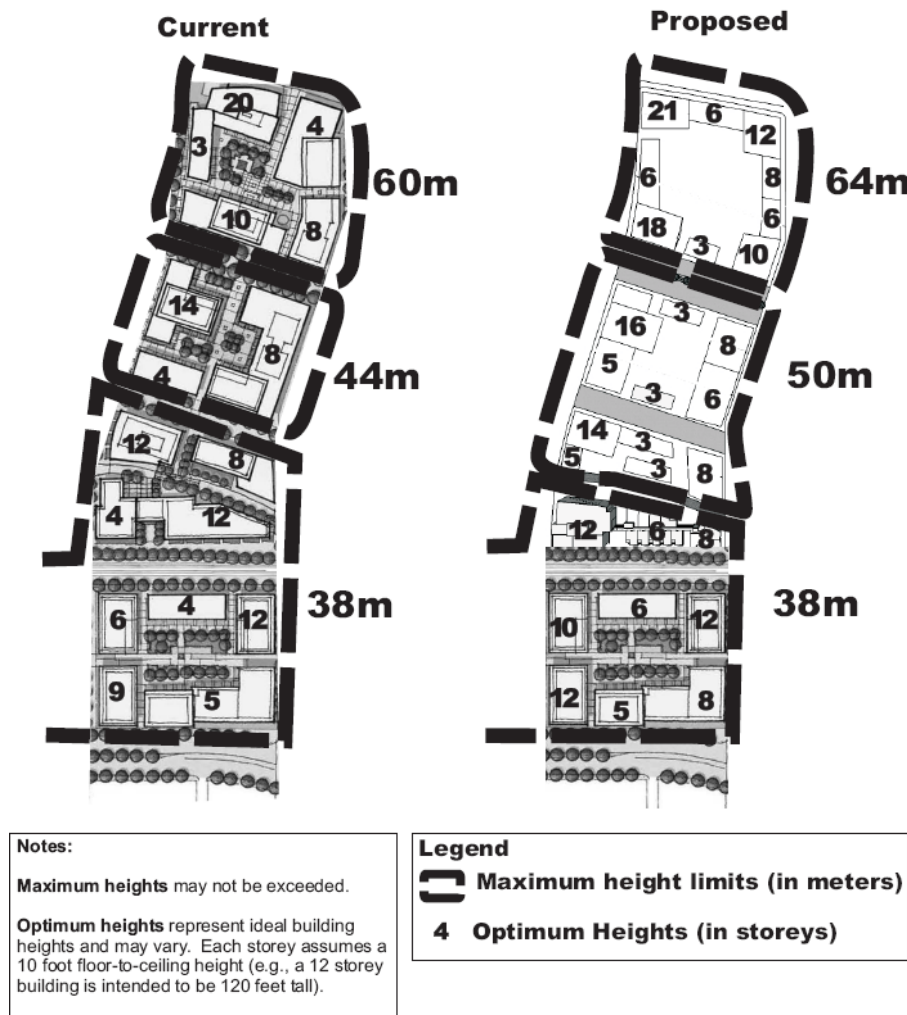 Current
Proposed
20
4
3
60m
10
8
14
8
44m
4
12
8
4
12
6
4
12
38m
9
5
21
6
12
6
8
64m
6
18
3
10
3
16
8
5
50m
3
6
14
3
5
3
8
12
6
8
10
6
12
38m
12
5
8
Notes:
Maximum heights may not be exceeded.
Optimum heights represent ideal building
heights and may vary. Each storey assumes a
10 foot floor-to-ceiling height (e.g., a 12 storey
building is intended to be 120 feet tall).
Legend
Maximum height limits (in meters)
4 Optimum Heights (in storeys)